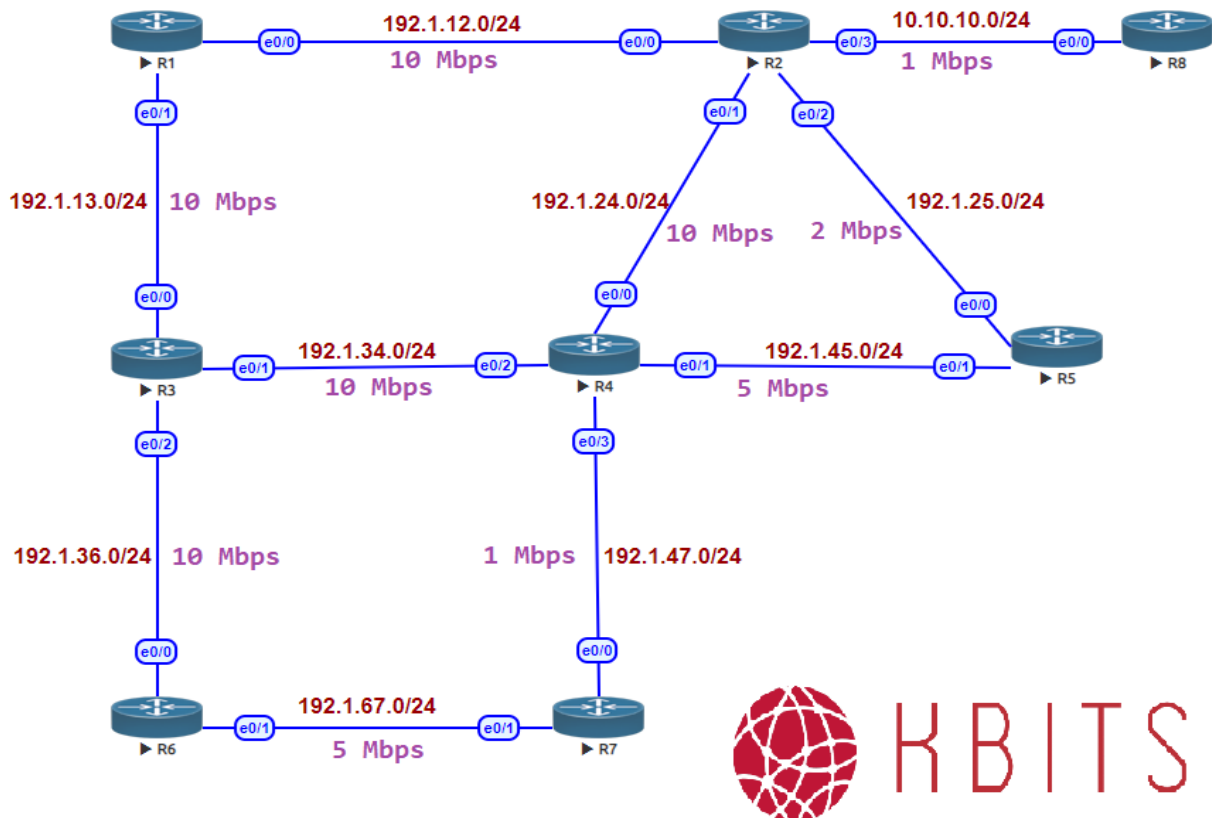 192.1.12.0/24
10.10.10.0/24
e0/0
e0/0
e0/3
e0/0
10 Mbps
1 Mbps
▶ R1
▶ R2
▶ R8
e0/1
e0/1
e0/2
192.1.13.0/24
10 Mbps
192.1.24.0/24
192.1.25.0/24
10 Mbps
2 Mbps
e0/0
e0/0
e0/0
192.1.34.0/24
192.1.45.0/24
e0/1
e0/2
e0/1
e0/1
▶ R3
10 Mbps
▶ R4
5 Mbps
▶ R5
e0/2
e0/3
192.1.36.0/24
10 Mbps
1 Mbps
192.1.47.0/24
e0/0
e0/0
192.1.67.0/24
e0/1
e0/1
▶ R6
5 Mbps
▶ R7
KBITS